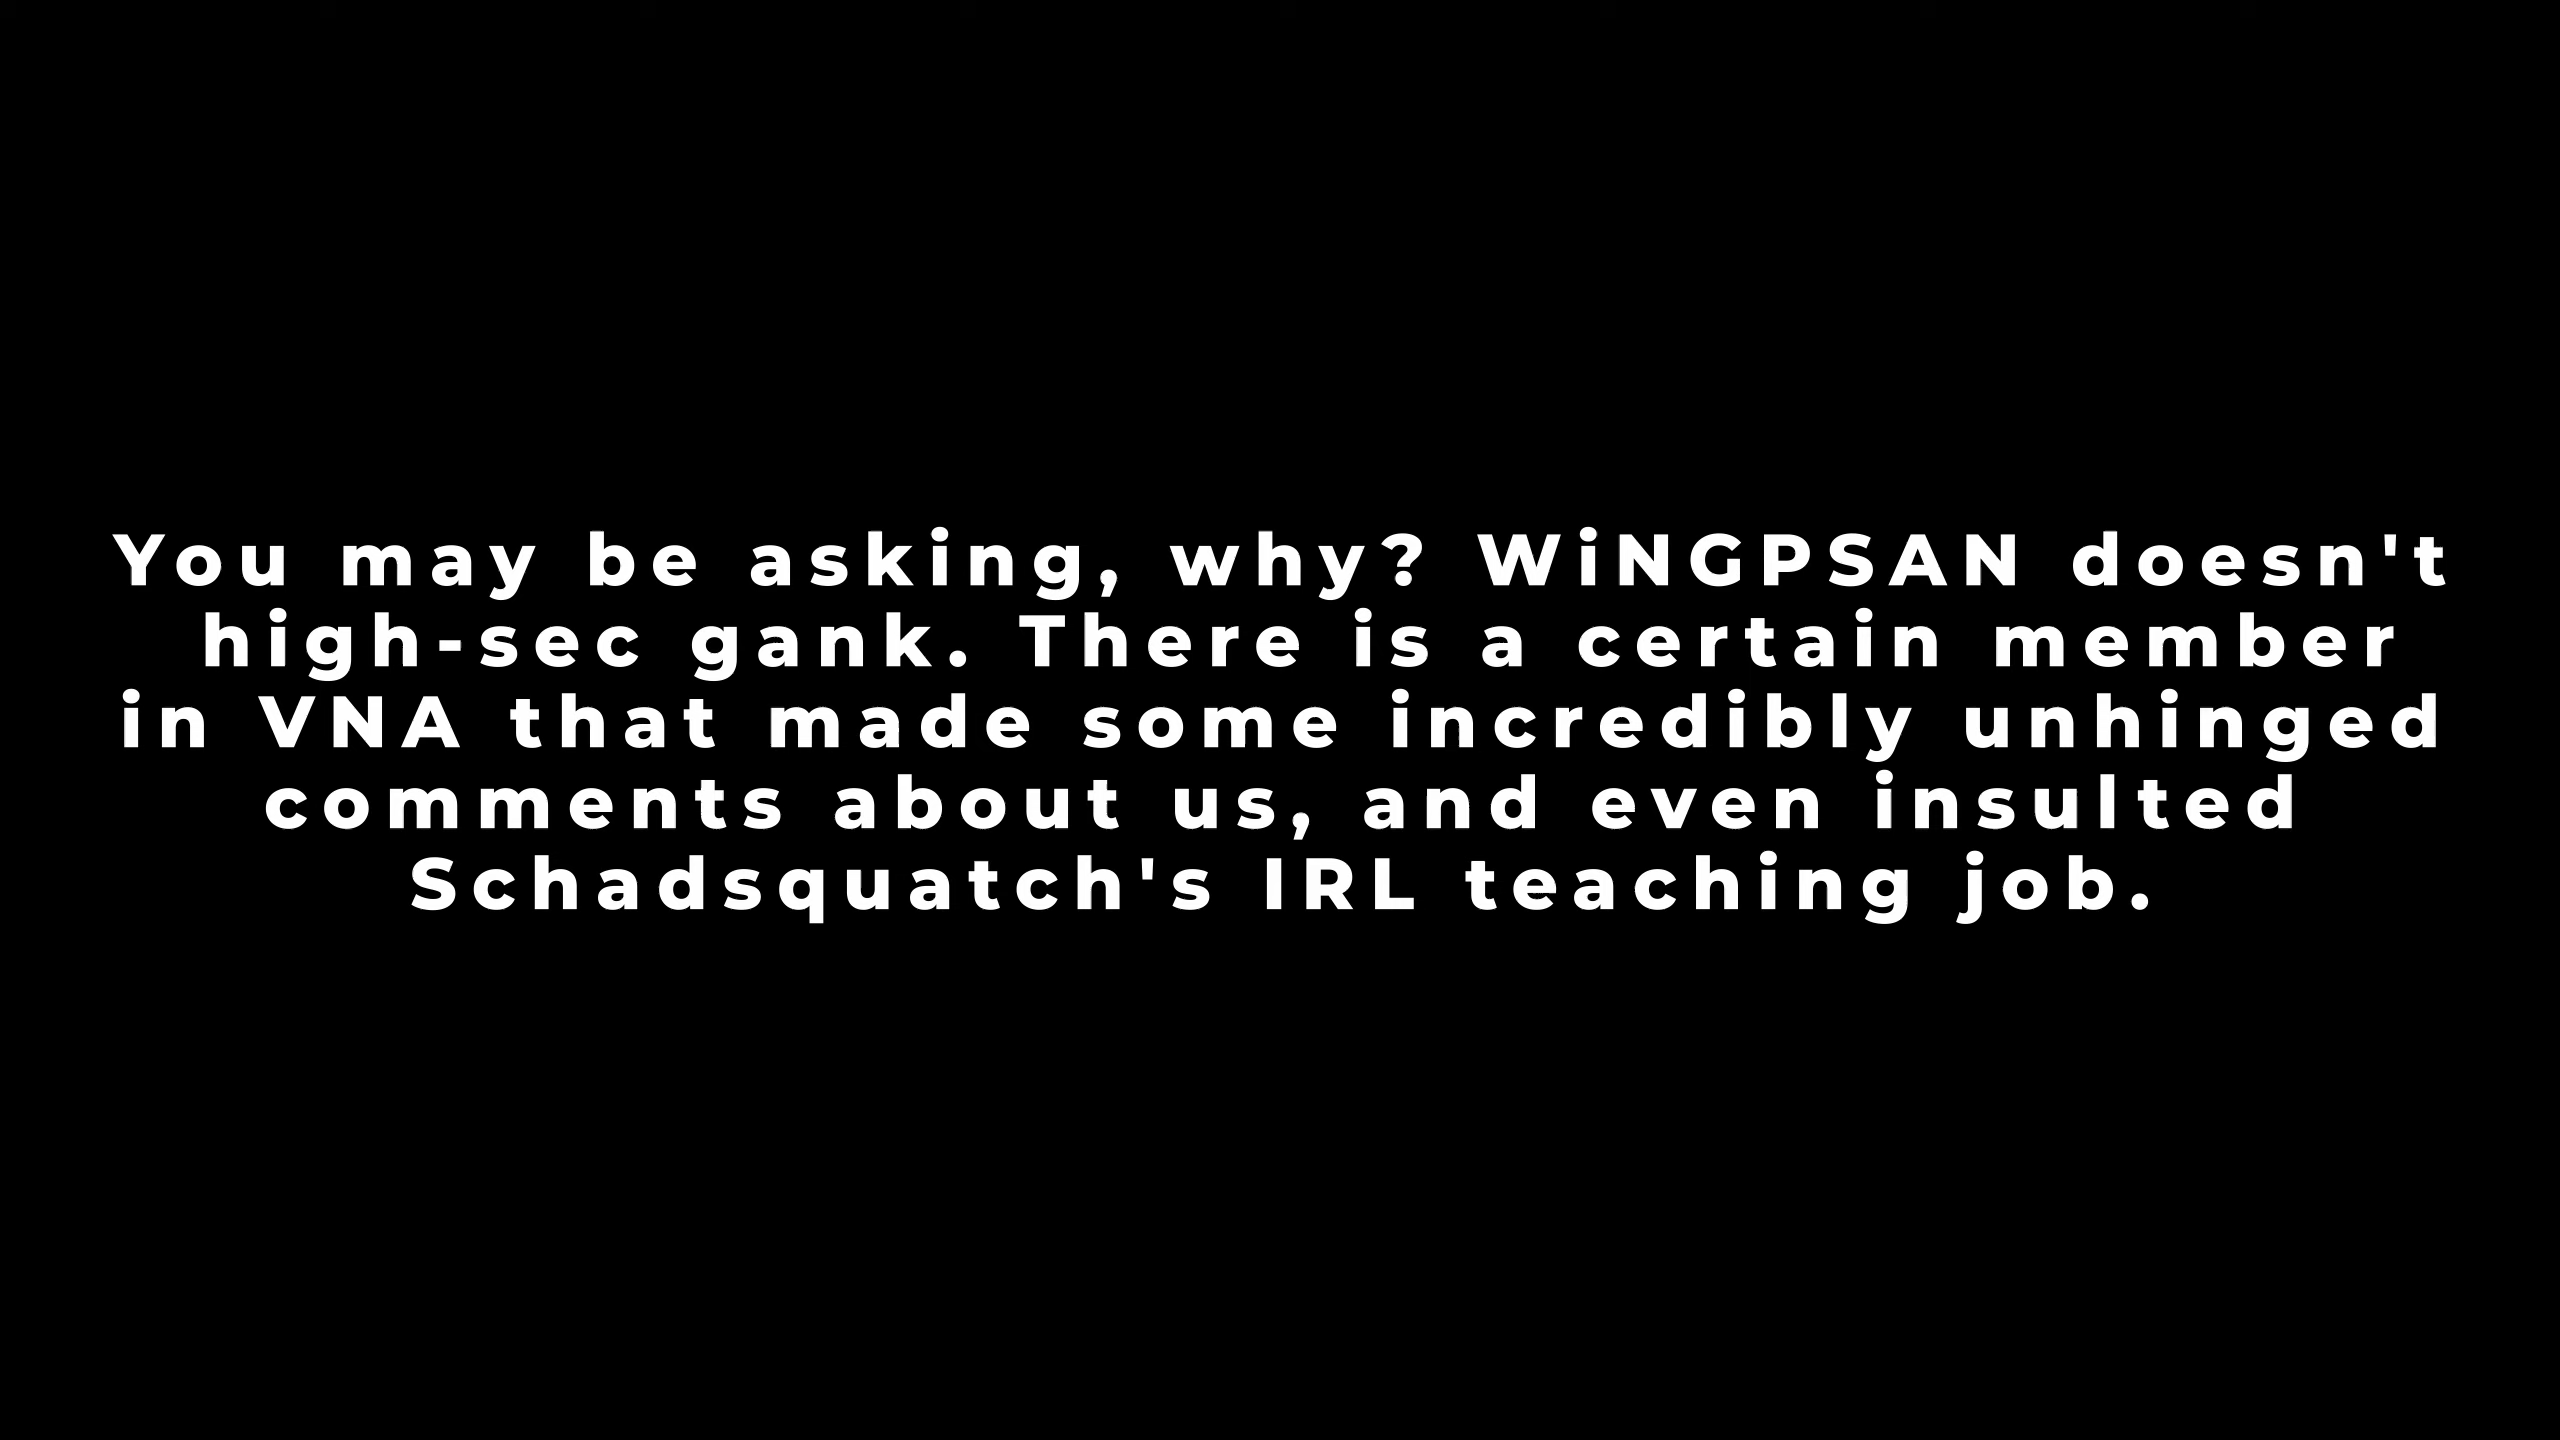 You may be asking, why? WiNGPSAN doesn't
high-sec gank. There is a certain member
in VNA that made some incredibly unhinged
comments about us, and even insulted
Schadsquatch's IRL teaching job.